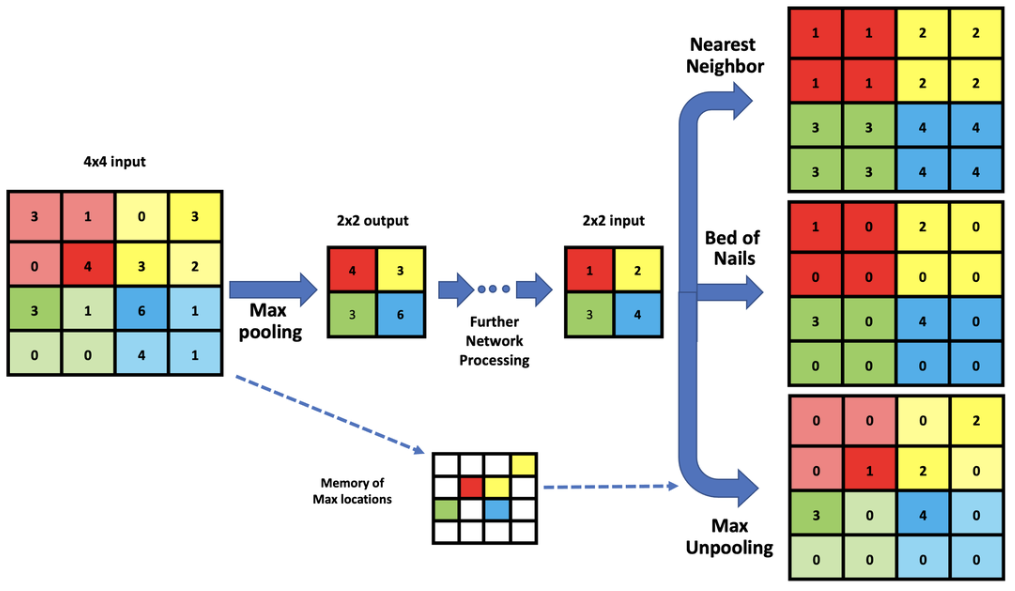 4x4 input
3 1 0 3
0 4 3 2
3 1 6 1
0 0 4 1
Max
pooling
2x2 output
4 3
3 6
Further
Network
Processing
2x2 input
1 2
3 4
Memory of
Max locations
Nearest
Neighbor
1 1 2 2
1 1 2 2
3 3 4 4
3 3 4 4
Bed of
Nails
1 0 2 0
0 0 0 0
3 0 4 0
0 0 0 0
Max
Unpooling
0 0 0 2
0 1 2 0
3 0 4 0
0 0 0 0